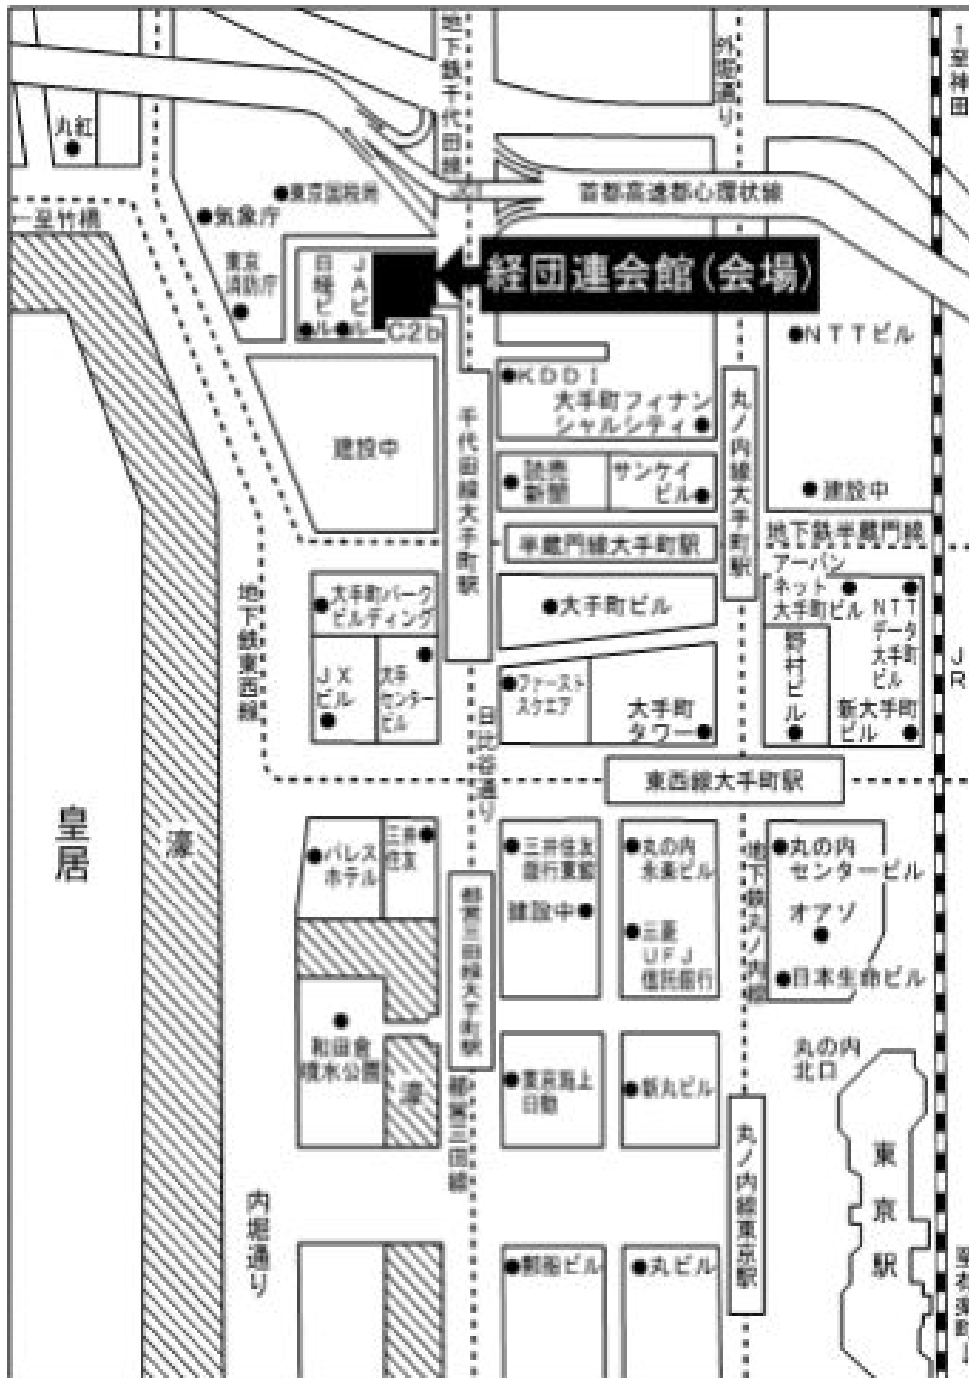 地下鉄千代田線
外堀通り
↑至神田
丸紅
●東京国税局
首都高速都心環状線
←至竹橋
●気象庁
東京
消防庁
日経ビル
JAビル
経団連会館(会場)
C2b
●NTTビル
●KDDI
大手町フィナン
シャルシティ●
建設中
千代田線大手町駅
丸ノ内線大手町駅
●読売
新聞
サンケイ
ビル●
●建設中
半蔵門線大手町駅
地下鉄半蔵門線
アーバン
ネット
大手町ビル
NTT
データ
大手町
ビル
●大手町パーク
ビルディング
●大手町ビル
地下鉄東西線
JX
ビル
大手
センター
ビル
●ファースト
スクエア
大手町
タワー●
野村ビル
新大手町
ビル
JR
日比谷通り
東西線大手町駅
皇居
濠
●パレス
ホテル
三井
住友
●三井住友
銀行東館
建設中●
●丸の内
永楽ビル
●三菱
UFJ
信託銀行
地下鉄丸ノ内線
●丸の内
センタービル
オアゾ
●日本生命ビル
都営三田線大手町駅
和田倉
噴水公園
濠
都営三田線
●東京海上
日動
●新丸ビル
丸の内
北口
丸ノ内線東京駅
東京駅
内堀通り
●郵船ビル
●丸ビル
至有楽町↓